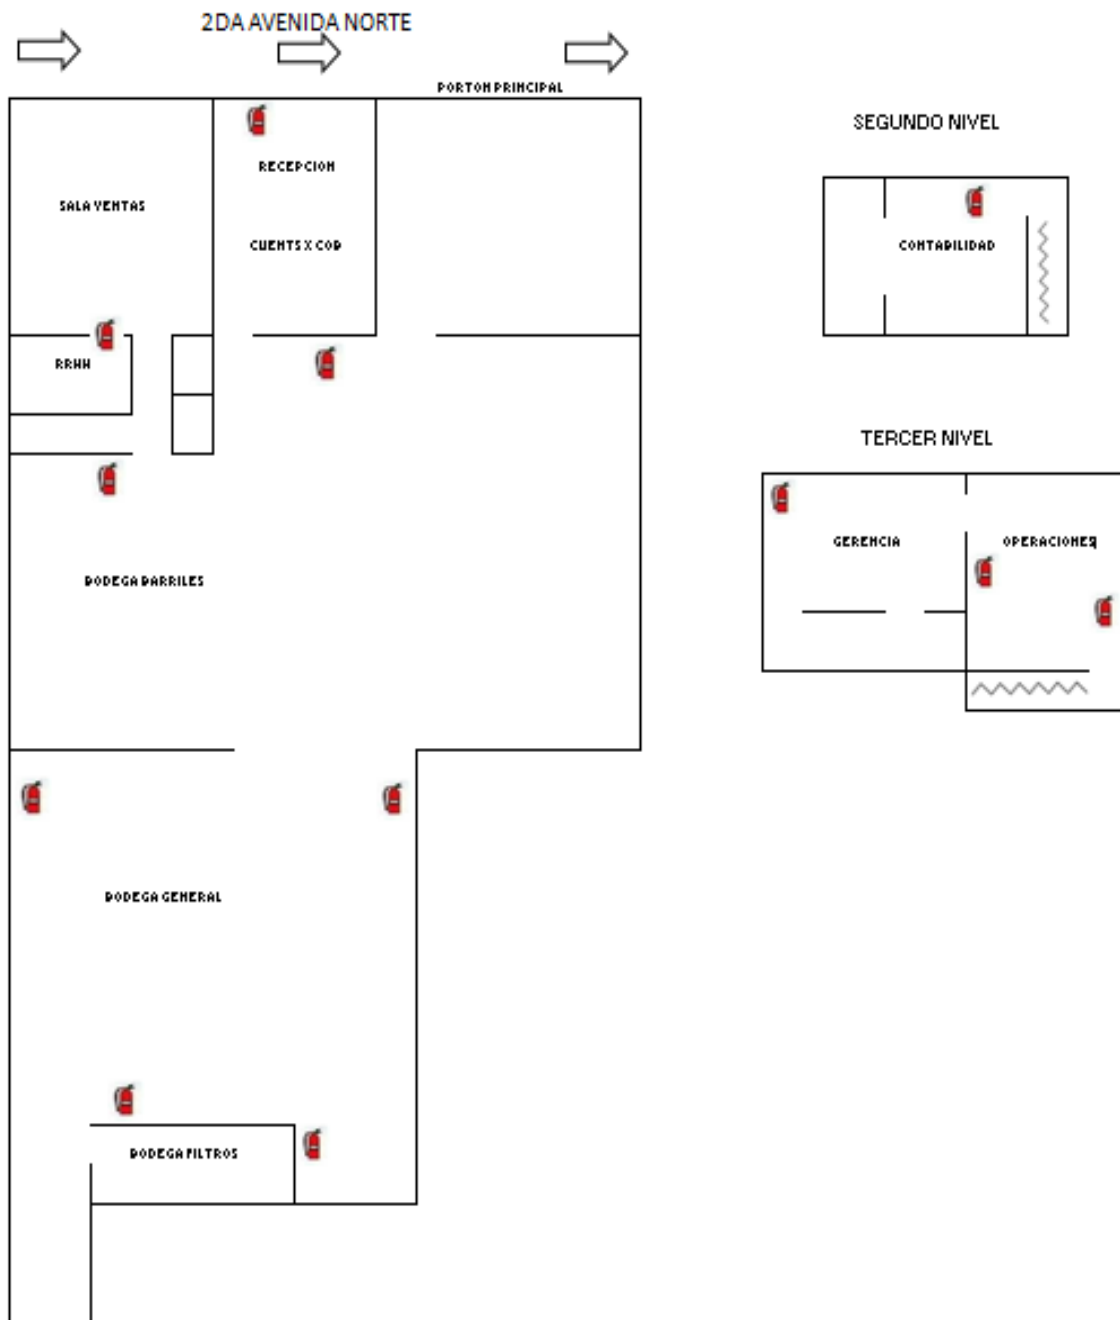 2DA AVENIDA NORTE
PORTON PRINCIPAL
RECEPCION
SALA VENTAS
CUENTS X COB
RRHH
BODEGA BARRILES
BODEGA GENERAL
BODEGA FILTROS
SEGUNDO NIVEL
CONTABILIDAD
TERCER NIVEL
GERENCIA
OPERACIONES